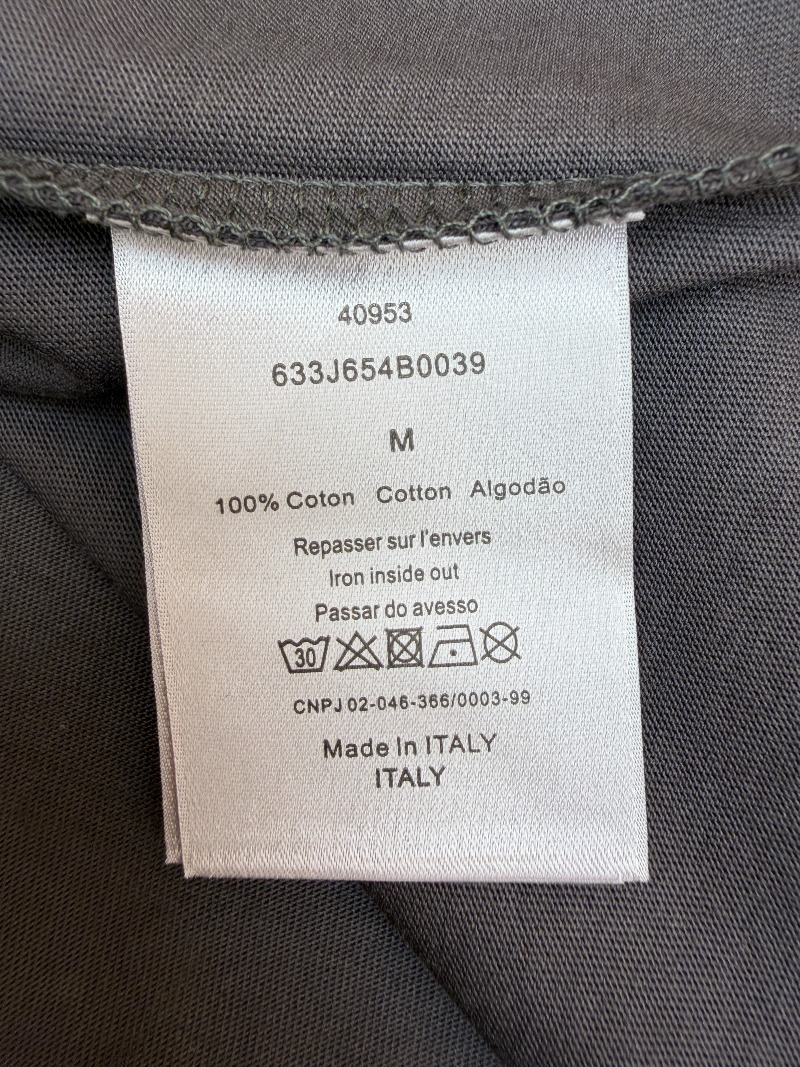 40953
633J654B0039
M
100% Coton Cotton Algodão
Repasser sur l'envers
Iron inside out
Passar do avesso
30
CNPJ 02-046-366/0003-99
Made In ITALY
ITALY